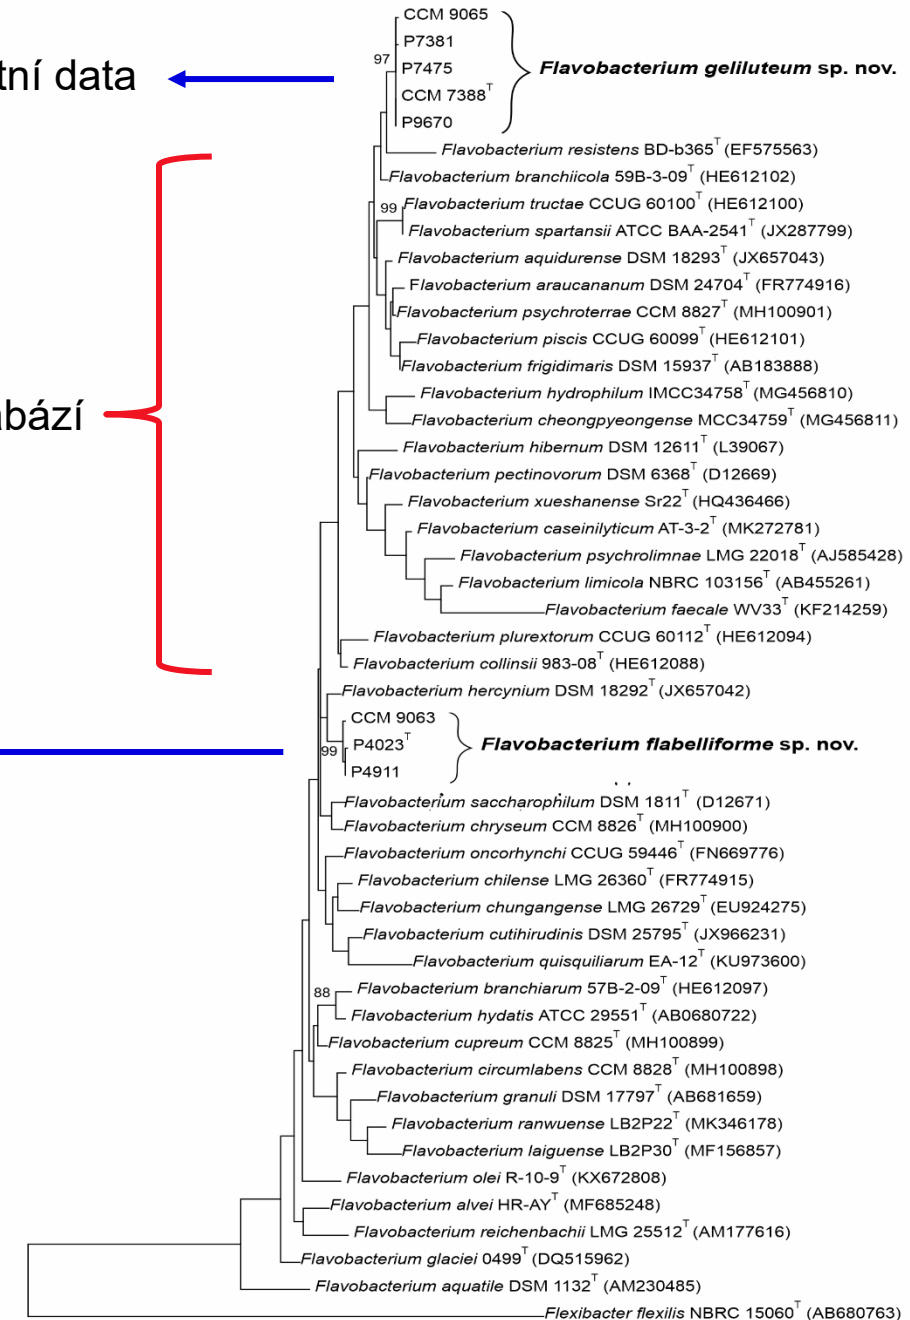 CCM 9065
P7381
97
tní data
P7475
Flavobacterium geliluteum sp. nov.
CCM 7388T
P9670
Flavobacterium resistens BD-b365T (EF575563)
Flavobacterium branchiicola 59B-3-09T (HE612102)
99
Flavobacterium tructae CCUG 60100T (HE612100)
Flavobacterium spartansii ATCC BAA-2541T (JX287799)
Flavobacterium aquidurense DSM 18293T (JX657043)
Flavobacterium araucananum DSM 24704T (FR774916)
Flavobacterium psychroterrae CCM 8827T (MH100901)
Flavobacterium piscis CCUG 60099T (HE612101)
Flavobacterium frigidimaris DSM 15937T (AB183888)
Flavobacterium hydrophilum IMCC34758T (MG456810)
abází
Flavobacterium cheongpyeongense MCC34759T (MG456811)
Flavobacterium hibernum DSM 12611T (L39067)
Flavobacterium pectinovorum DSM 6368T (D12669)
Flavobacterium xueshanense Sr22T (HQ436466)
Flavobacterium caseinilyticum AT-3-2T (MK272781)
Flavobacterium psychrolimnae LMG 22018T (AJ585428)
Flavobacterium limicola NBRC 103156T (AB455261)
Flavobacterium faecale WV33T (KF214259)
Flavobacterium plurextorum CCUG 60112T (HE612094)
Flavobacterium collinsii 983-08T (HE612088)
Flavobacterium hercynium DSM 18292T (JX657042)
CCM 9063
99
P4023T
Flavobacterium flabelliforme sp. nov.
P4911
Flavobacterium saccharophilum DSM 1811T (D12671)
Flavobacterium chryseum CCM 8826T (MH100900)
Flavobacterium oncorhynchi CCUG 59446T (FN669776)
Flavobacterium chilense LMG 26360T (FR774915)
Flavobacterium chungangense LMG 26729T (EU924275)
Flavobacterium cutihirudinis DSM 25795T (JX966231)
Flavobacterium quisquiliarum EA-12T (KU973600)
88
Flavobacterium branchiarum 57B-2-09T (HE612097)
Flavobacterium hydatis ATCC 29551T (AB0680722)
Flavobacterium cupreum CCM 8825T (MH100899)
Flavobacterium circumlabens CCM 8828T (MH100898)
Flavobacterium granuli DSM 17797T (AB681659)
Flavobacterium ranwuense LB2P22T (MK346178)
Flavobacterium laiguense LB2P30T (MF156857)
Flavobacterium olei R-10-9T (KX672808)
Flavobacterium alvei HR-AYT (MF685248)
Flavobacterium reichenbachii LMG 25512T (AM177616)
Flavobacterium glaciei 0499T (DQ515962)
Flavobacterium aquatile DSM 1132T (AM230485)
Flexibacter flexilis NBRC 15060T (AB680763)